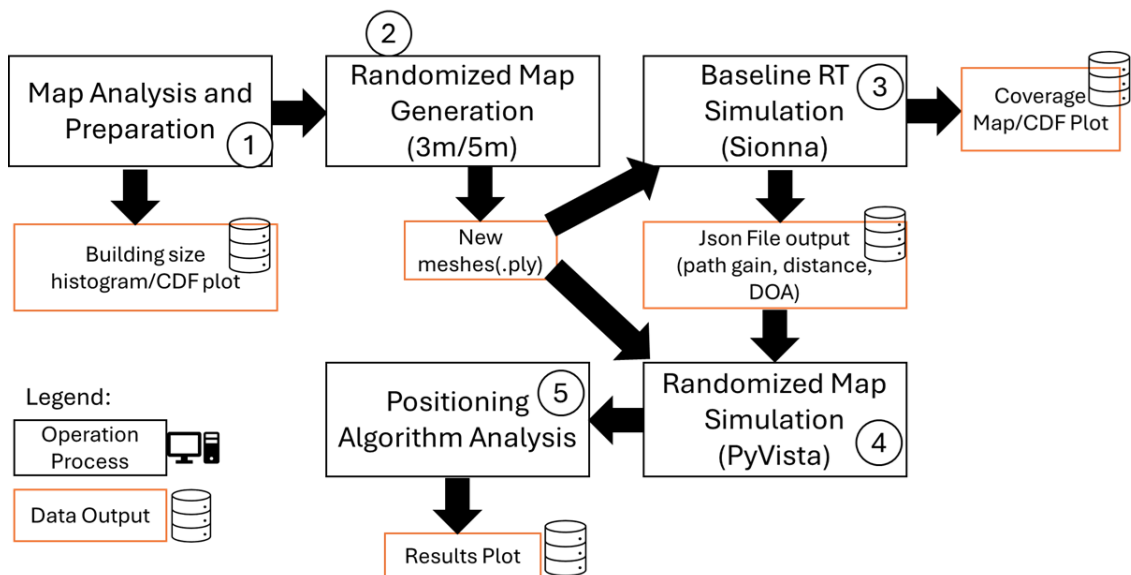 Map Analysis and
Preparation
1
2
Randomized Map
Generation
(3m/5m)
Baseline RT
Simulation
(Sionna)
3
Coverage
Map/CDF Plot
Building size
histogram/CDF plot
New
meshes(.ply)
Json File output
(path gain, distance,
DOA)
Randomized Map
Simulation
(PyVista)
4
Positioning
Algorithm Analysis
5
Results Plot
Legend:
Operation
Process
Data Output